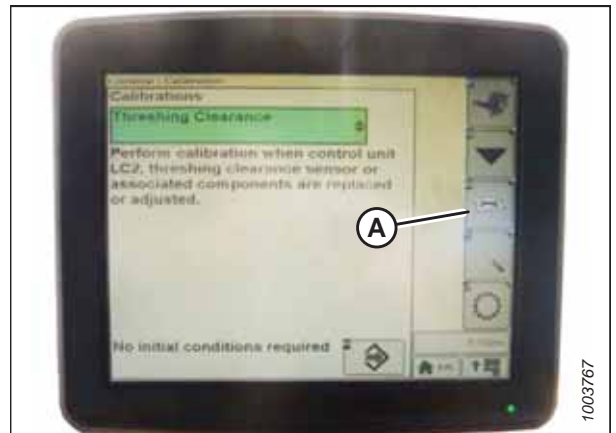 Calibrations
Threshing Clearance
Perform calibration when control unit
LC2, threshing clearance sensor or
associated components are replaced
or adjusted.
A
No initial conditions required
1003767